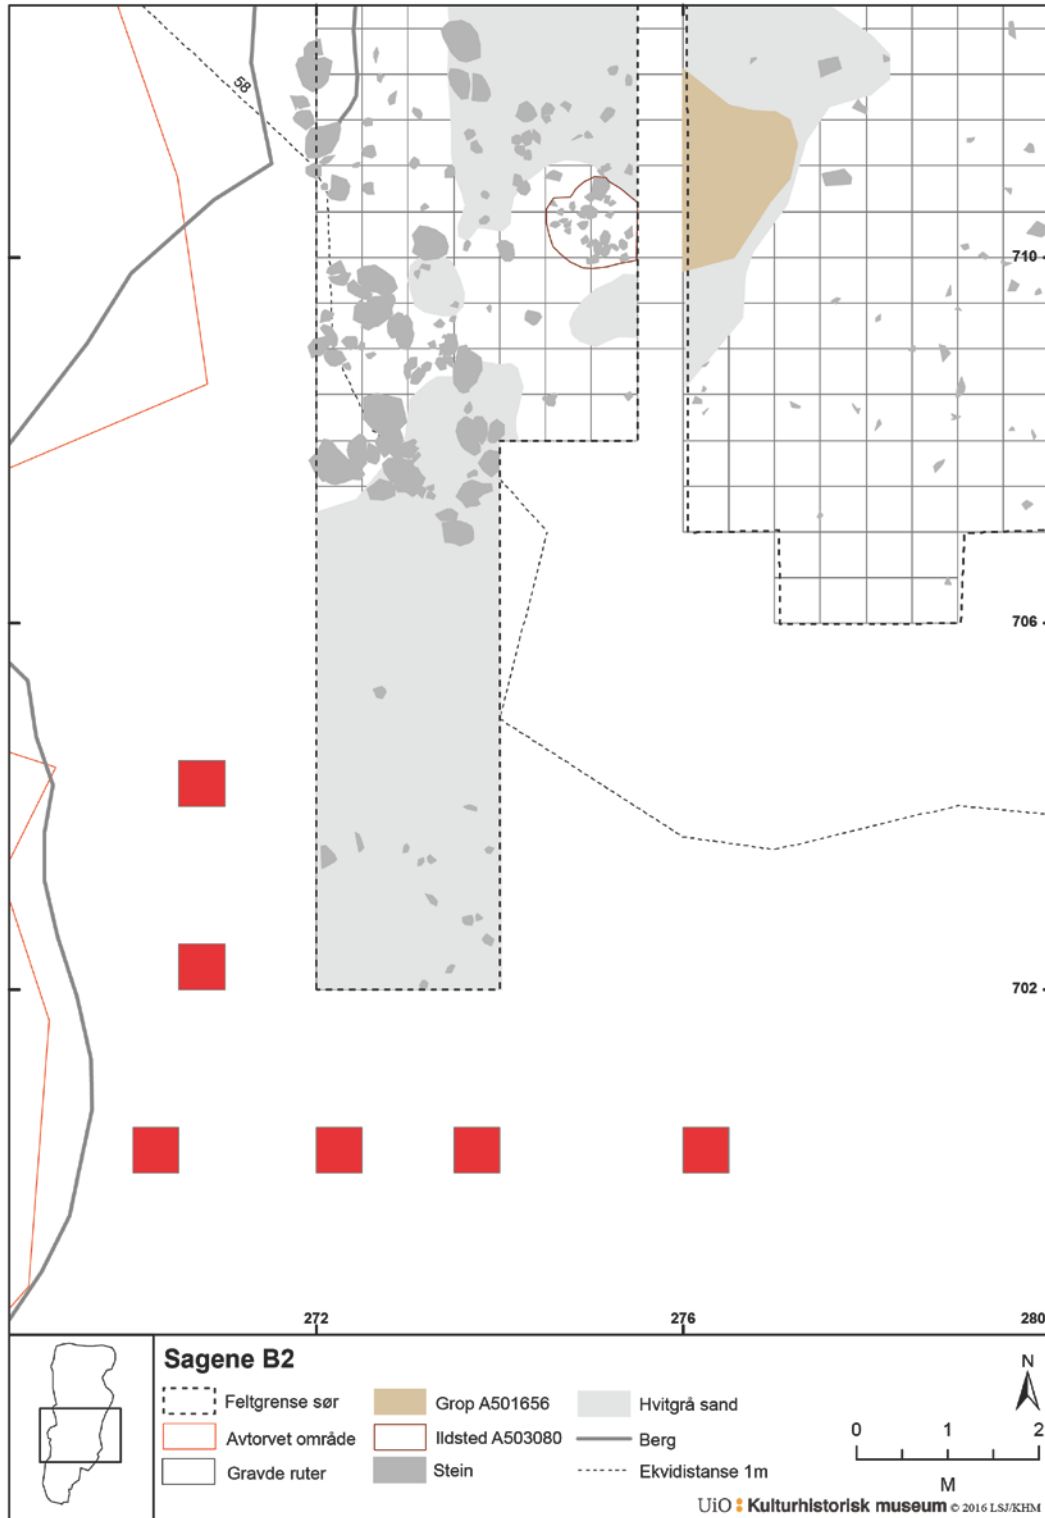 58
710
706
702
272
276
280
Sagene B2
Feltgrense sør
Avtorvet område
Gravde ruter
Grop A501656
Ildsted A503080
Stein
Hvitgrå sand
Berg
Ekvidistanse 1m
N
0 1 2
M
UiO Kulturhistorisk museum © 2016 LSJ/KHM